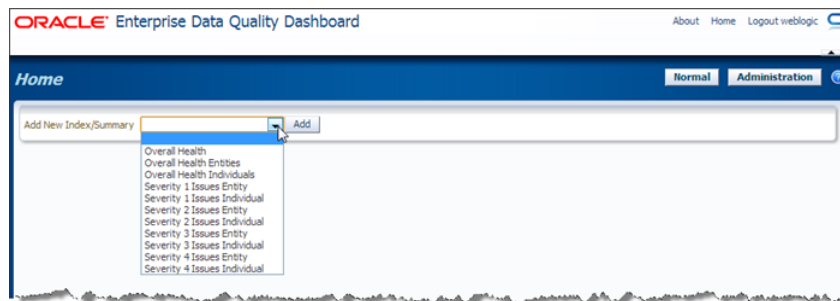 ORACLE® Enterprise Data Quality Dashboard
About Home Logout weblogic
Home
Normal Administration ?
Add New Index/Summary Add
Overall Health
Overall Health Entities
Overall Health Individuals
Severity 1 Issues Entity
Severity 1 Issues Individual
Severity 2 Issues Entity
Severity 2 Issues Individual
Severity 3 Issues Entity
Severity 3 Issues Individual
Severity 4 Issues Entity
Severity 4 Issues Individual